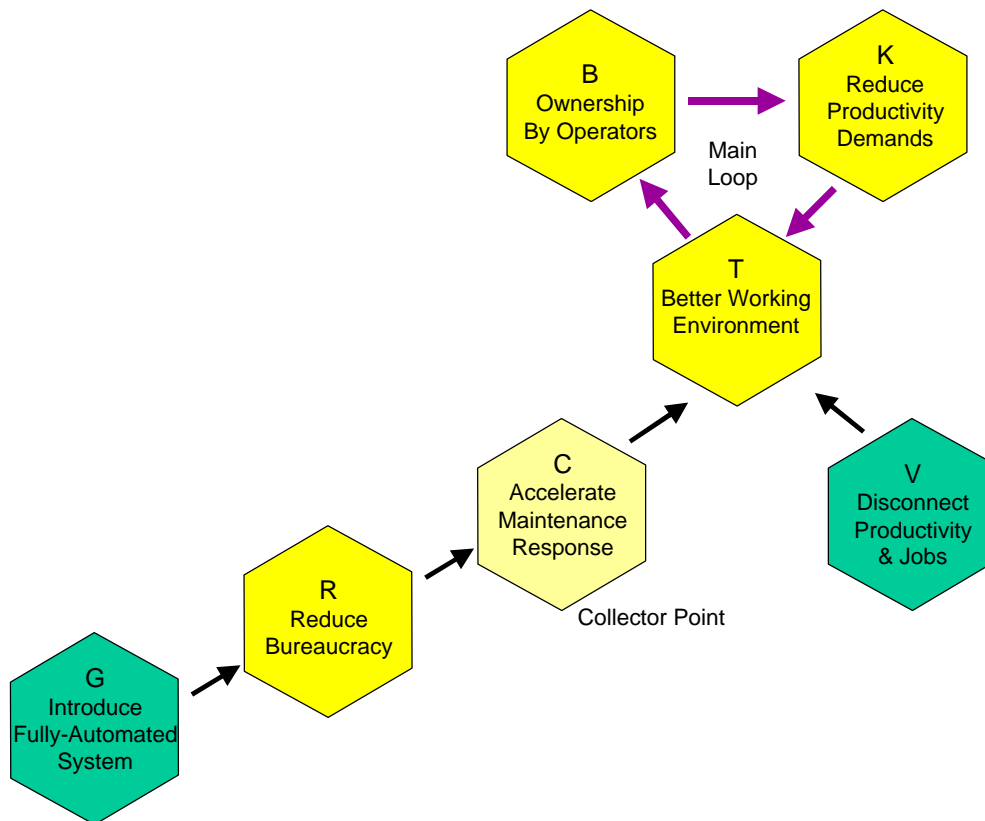 B
Ownership
By Operators
K
Reduce
Productivity
Demands
Main
Loop
T
Better Working
Environment
C
Accelerate
Maintenance
Response
Collector Point
V
Disconnect
Productivity
& Jobs
R
Reduce
Bureaucracy
G
Introduce
Fully-Automated
System